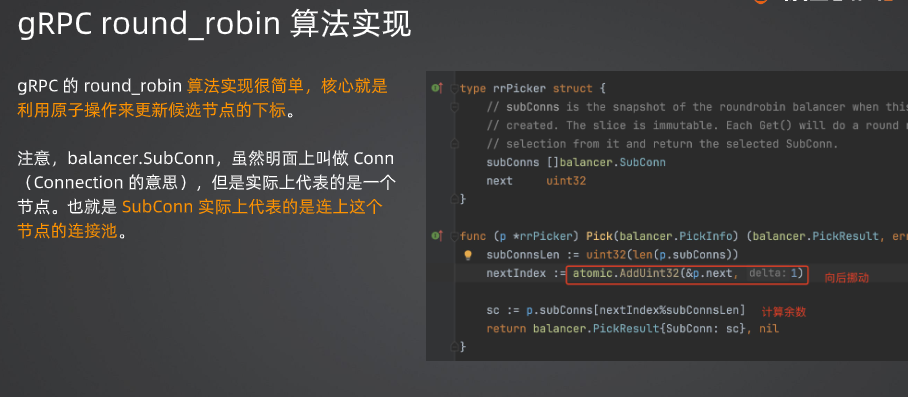 gRPC round_robin 算法实现
gRPC 的 round_robin 算法实现很简单，核心就是
利用原子操作来更新候选节点的下标。
注意，balancer.SubConn，虽然明面上叫做 Conn
（Connection 的意思），但是实际上代表的是一个
节点。也就是 SubConn 实际上代表的是连上这个
节点的连接池。
type rrPicker struct {
// subConns is the snapshot of the roundrobin balancer when this
// created. The slice is immutable. Each Get() will do a round
// selection from it and return the selected SubConn.
subConns []balancer.SubConn
next uint32
}
func (p *rrPicker) Pick(balancer.PickInfo) (balancer.PickResult, err
subConnsLen := uint32(len(p.subConns))
nextIndex := atomic.AddUint32(&p.next, delta: 1) 向后挪动
sc := p.subConns[nextIndex%subConnsLen] 计算余数
return balancer.PickResult{SubConn: sc}, nil
}